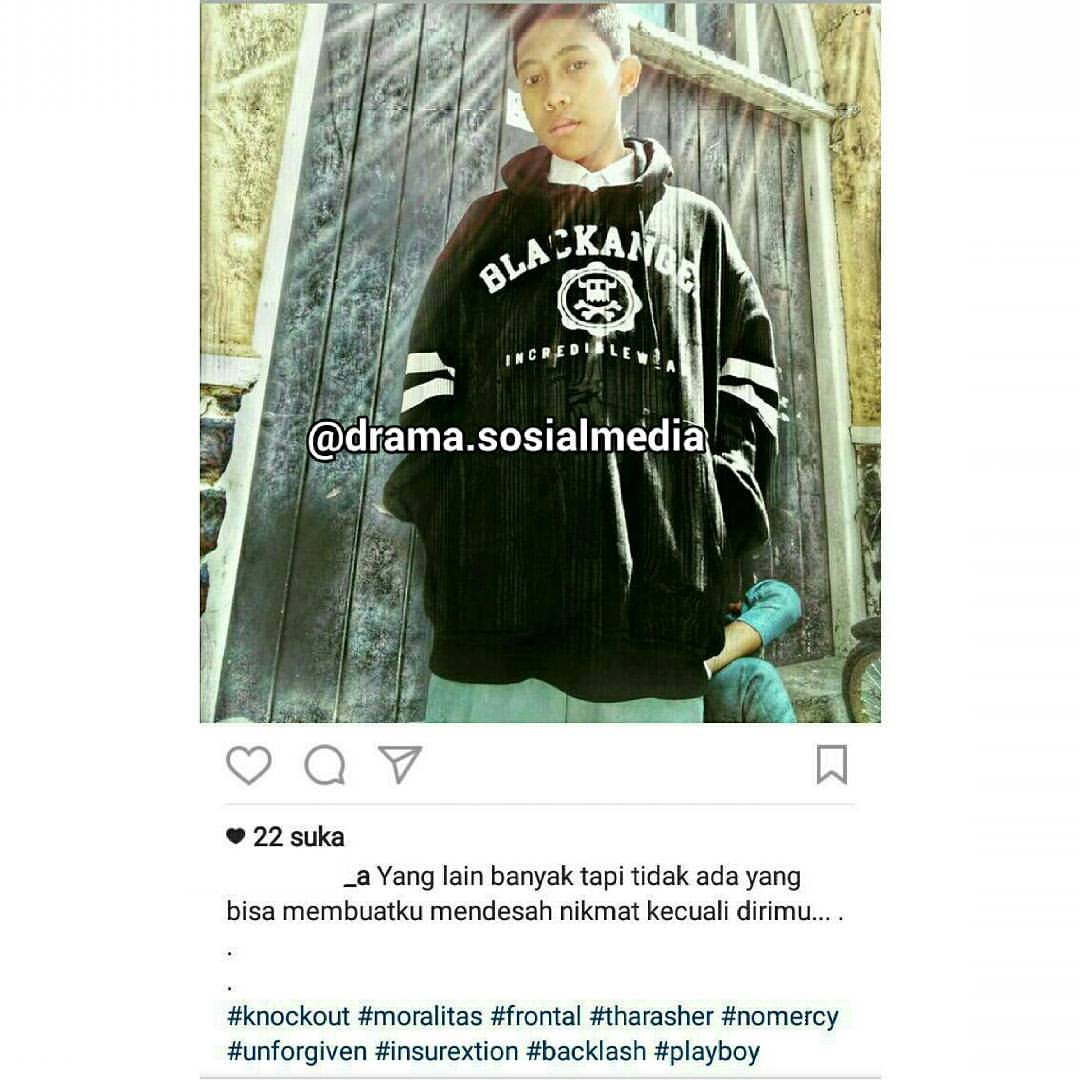 BLACKANGE
INCREDIBLEWEA
@drama.sosialmedia
22 suka
_a Yang lain banyak tapi tidak ada yang
bisa membuatku mendesah nikmat kecuali dirimu... .
.
.
#knockout #moralitas #frontal #tharasher #nomercy
#unforgiven #insurextion #backlash #playboy